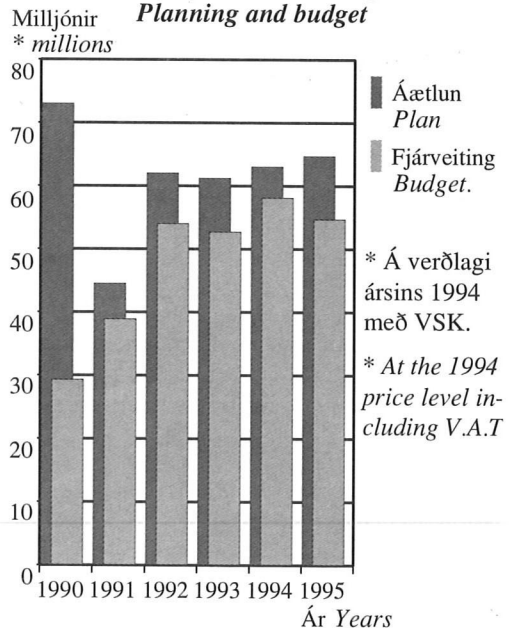 Milljónir
* millions
Planning and budget
80
70
60
50
40
30
20
10
0
1990 1991 1992 1993 1994 1995
Ár Years
Áætlun
Plan
Fjárveiting
Budget.
* Á verðlagi
ársins 1994
með VSK.
* At the 1994
price level in-
cluding V.A.T